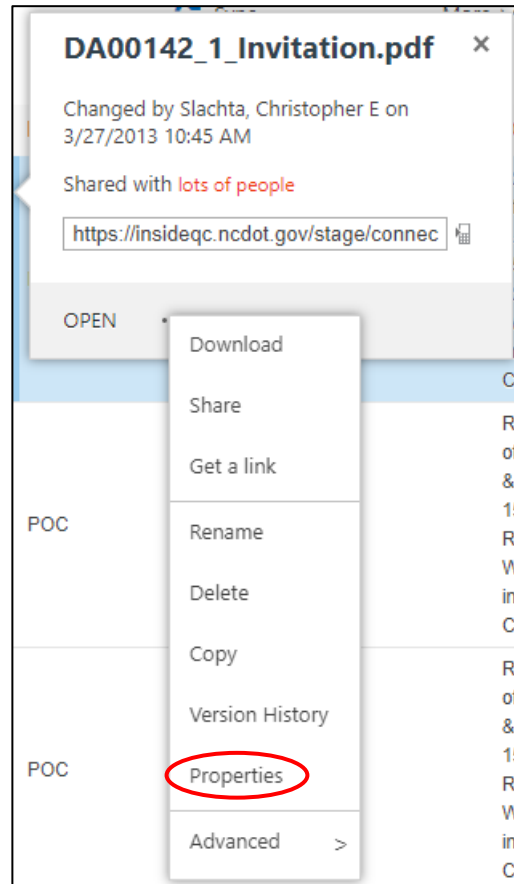 DA00142_1_Invitation.pdf ×
Changed by Slachta, Christopher E on
3/27/2013 10:45 AM
Shared with lots of people
https://insideqc.ncdot.gov/stage/connec
OPEN
Download
Share
Get a link
Rename
Delete
Copy
Version History
Properties
Advanced >
C
R
&
POC
R
W
C
R
&
POC
R
W
C